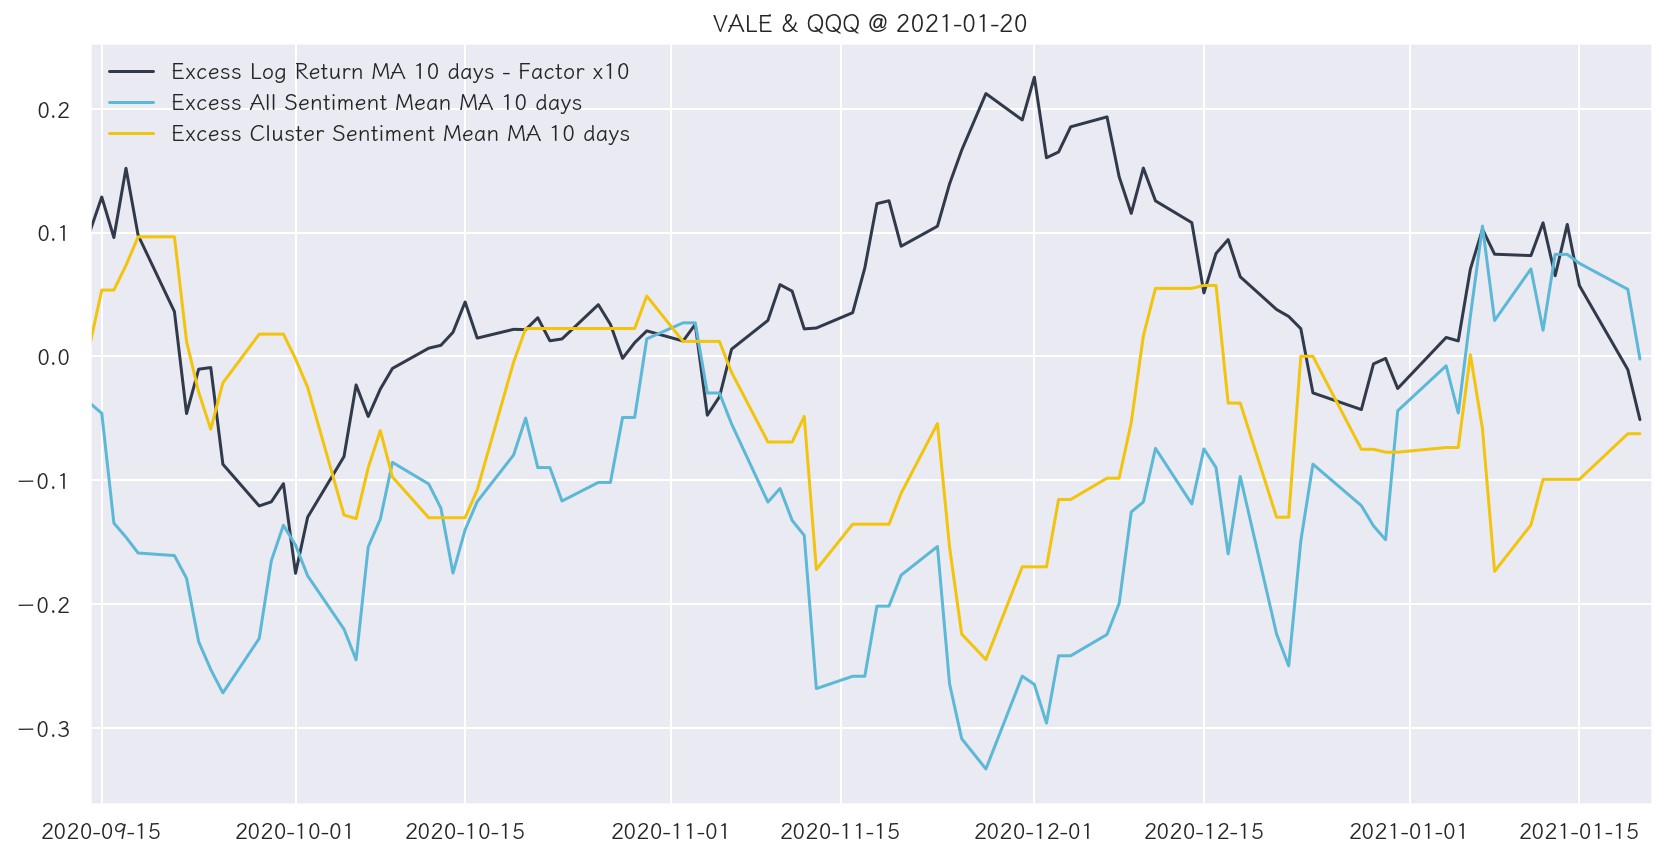 VALE & QQQ @ 2021-01-20
Excess Log Return MA 10 days - Factor x10
Excess All Sentiment Mean MA 10 days
Excess Cluster Sentiment Mean MA 10 days
0.2
0.1
0.0
−0.1
−0.2
−0.3
2020-09-15 2020-10-01 2020-10-15 2020-11-01 2020-11-15 2020-12-01 2020-12-15 2021-01-01 2021-01-15